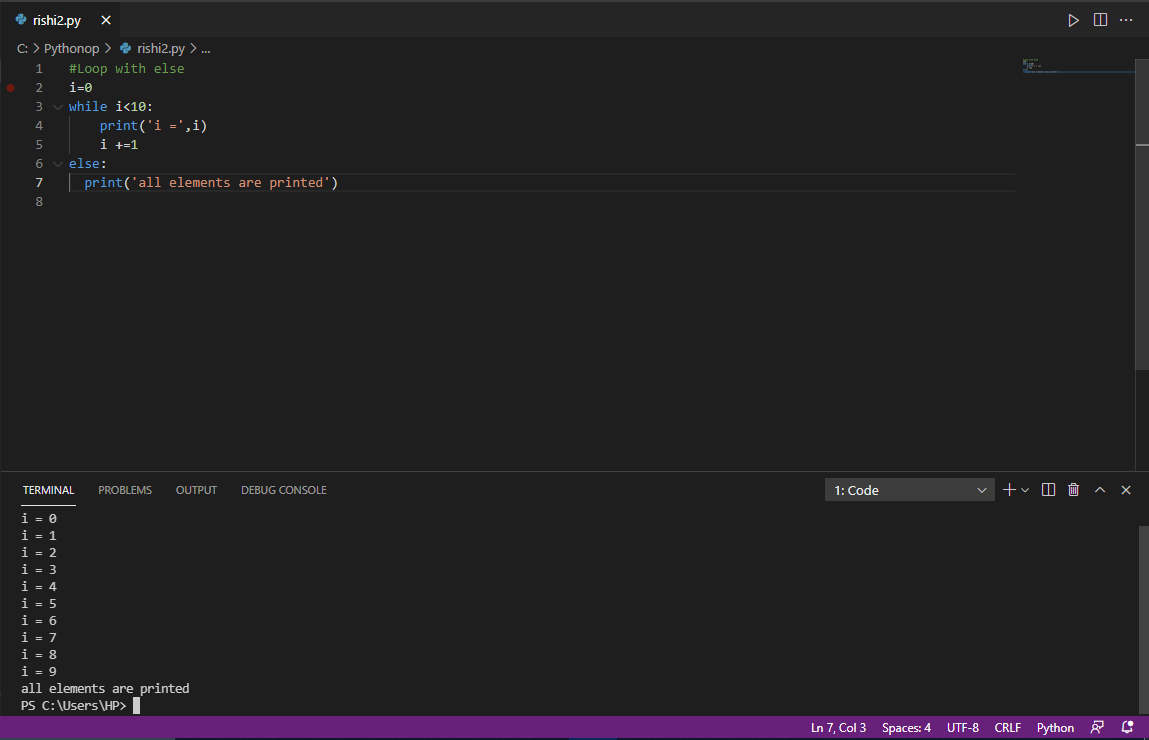 rishi2.py
C: > Pythonop > rishi2.py > ...
1 #Loop with else
2 i=0
3 while i<10:
4     print('i =',i)
5     i +=1
6 else:
7   print('all elements are printed')
8
TERMINAL PROBLEMS OUTPUT DEBUG CONSOLE 1: Code
i = 0
i = 1
i = 2
i = 3
i = 4
i = 5
i = 6
i = 7
i = 8
i = 9
all elements are printed
PS C:\Users\HP>
Ln 7, Col 3 Spaces: 4 UTF-8 CRLF Python